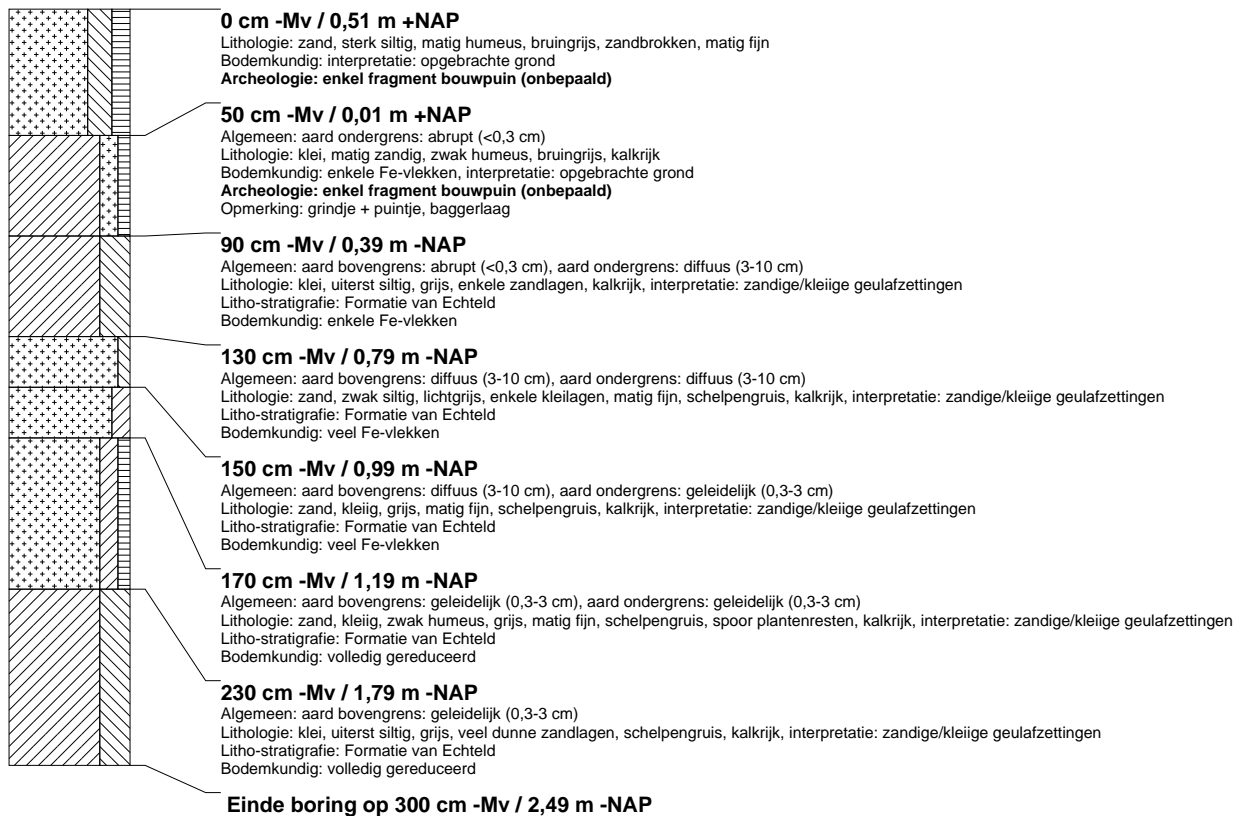 0 cm -Mv / 0,51 m +NAP
Lithologie: zand, sterk siltig, matig humeus, bruingrijs, zandbrokken, matig fijn
Bodemkundig: interpretatie: opgebrachte grond
Archeologie: enkel fragment bouwpuin (onbepaald)
50 cm -Mv / 0,01 m +NAP
Algemeen: aard ondergrens: abrupt (<0,3 cm)
Lithologie: klei, matig zandig, zwak humeus, bruingrijs, kalkrijk
Bodemkundig: enkele Fe-vlekken, interpretatie: opgebrachte grond
Archeologie: enkel fragment bouwpuin (onbepaald)
Opmerking: grindje + puintje, baggerlaag
90 cm -Mv / 0,39 m -NAP
Algemeen: aard bovengrens: abrupt (<0,3 cm), aard ondergrens: diffuus (3-10 cm)
Lithologie: klei, uiterst siltig, grijs, enkele zandlagen, kalkrijk, interpretatie: zandige/kleiige geulafzettingen
Litho-stratigrafie: Formatie van Echteld
Bodemkundig: enkele Fe-vlekken
130 cm -Mv / 0,79 m -NAP
Algemeen: aard bovengrens: diffuus (3-10 cm), aard ondergrens: diffuus (3-10 cm)
Lithologie: zand, zwak siltig, lichtgrijs, enkele kleilagen, matig fijn, schelpengruis, kalkrijk, interpretatie: zandige/kleiige geulafzettingen
Litho-stratigrafie: Formatie van Echteld
Bodemkundig: veel Fe-vlekken
150 cm -Mv / 0,99 m -NAP
Algemeen: aard bovengrens: diffuus (3-10 cm), aard ondergrens: geleidelijk (0,3-3 cm)
Lithologie: zand, kleiig, grijs, matig fijn, schelpengruis, kalkrijk, interpretatie: zandige/kleiige geulafzettingen
Litho-stratigrafie: Formatie van Echteld
Bodemkundig: veel Fe-vlekken
170 cm -Mv / 1,19 m -NAP
Algemeen: aard bovengrens: geleidelijk (0,3-3 cm), aard ondergrens: geleidelijk (0,3-3 cm)
Lithologie: zand, kleiig, zwak humeus, grijs, matig fijn, schelpengruis, spoor plantenresten, kalkrijk, interpretatie: zandige/kleiige geulafzettingen
Litho-stratigrafie: Formatie van Echteld
Bodemkundig: volledig gereduceerd
230 cm -Mv / 1,79 m -NAP
Algemeen: aard bovengrens: geleidelijk (0,3-3 cm)
Lithologie: klei, uiterst siltig, grijs, veel dunne zandlagen, schelpengruis, kalkrijk, interpretatie: zandige/kleiige geulafzettingen
Litho-stratigrafie: Formatie van Echteld
Bodemkundig: volledig gereduceerd
Einde boring op 300 cm -Mv / 2,49 m -NAP